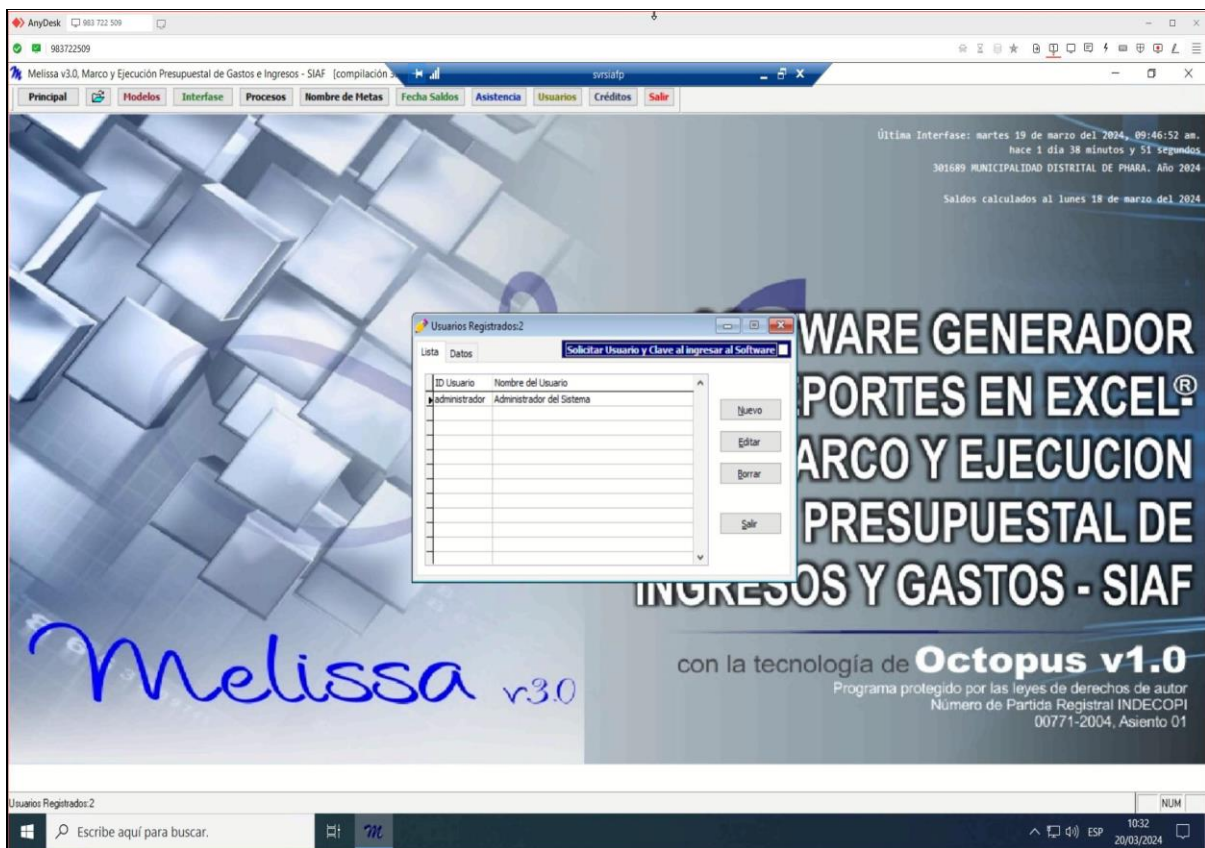 AnyDesk 983 722 509
983722509
Melissa v3.0, Marco y Ejecución Presupuestal de Gastos e Ingresos - SIAF [compilación
svrsiafp
Principal Modelos Interfase Procesos Nombre de Metas Fecha Saldos Asistencia Usuarios Créditos Salir
Última Interfase: martes 19 de marzo del 2024, 09:46:52 am.
hace 1 día 38 minutos y 51 segundos
301689 MUNICIPALIDAD DISTRITAL DE PHARA. Año 2024
Saldos calculados al lunes 18 de marzo del 2024
Usuarios Registrados:2
Lista Datos Solicitar Usuario y Clave al ingresar al Software
ID Usuario Nombre del Usuario
administrador Administrador del Sistema
Nuevo
Editar
Borrar
Salir
WARE GENERADOR
PORTES EN EXCEL®
ARCO Y EJECUCION
PRESUPUESTAL DE
INGRESOS Y GASTOS - SIAF
Melissa v.3.0
con la tecnología de Octopus v1.0
Programa protegido por las leyes de derechos de autor
Número de Partida Registral INDECOPI
00771-2004, Asiento 01
Usuarios Registrados:2
NUM
Escribe aquí para buscar.
ESP
10:32
20/03/2024